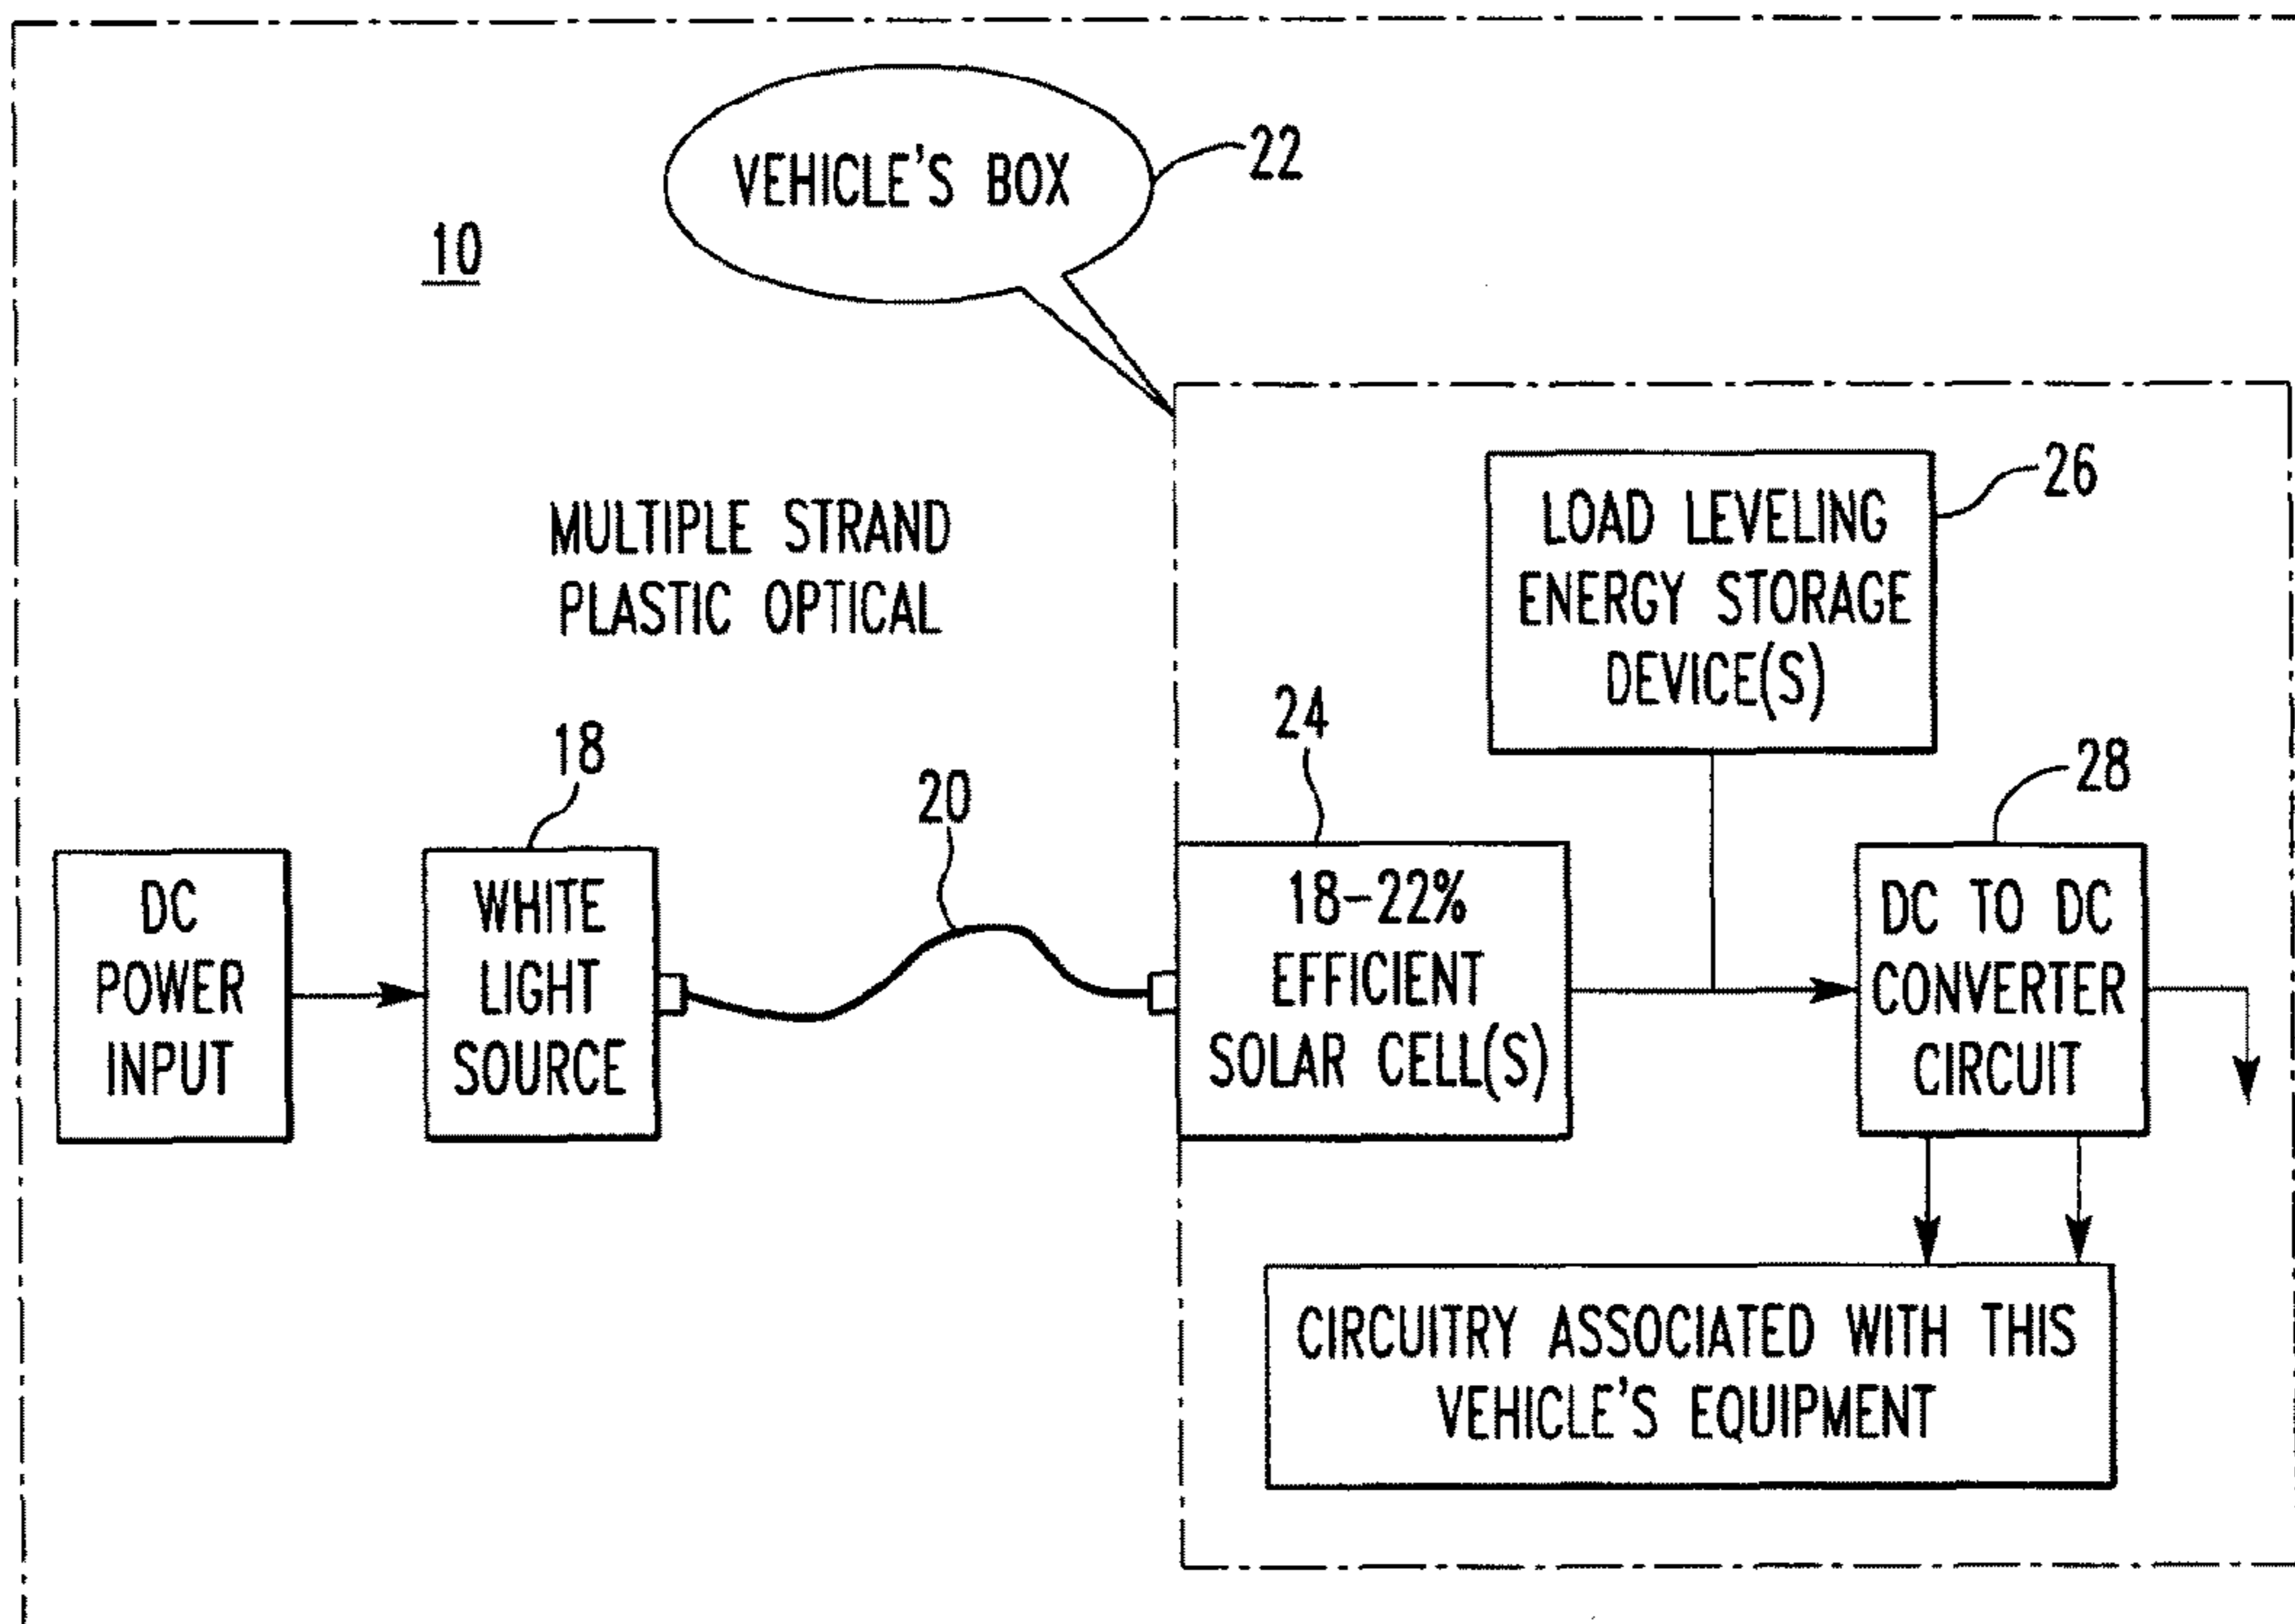 VEHICLE'S BOX
22
10
MULTIPLE STRAND
PLASTIC OPTICAL
LOAD LEVELING
ENERGY STORAGE
DEVICE(S)
26
18
20
24
28
DC
POWER
INPUT
WHITE
LIGHT
SOURCE
18-22%
EFFICIENT
SOLAR CELL(S)
DC TO DC
CONVERTER
CIRCUIT
CIRCUITRY ASSOCIATED WITH THIS
VEHICLE'S EQUIPMENT